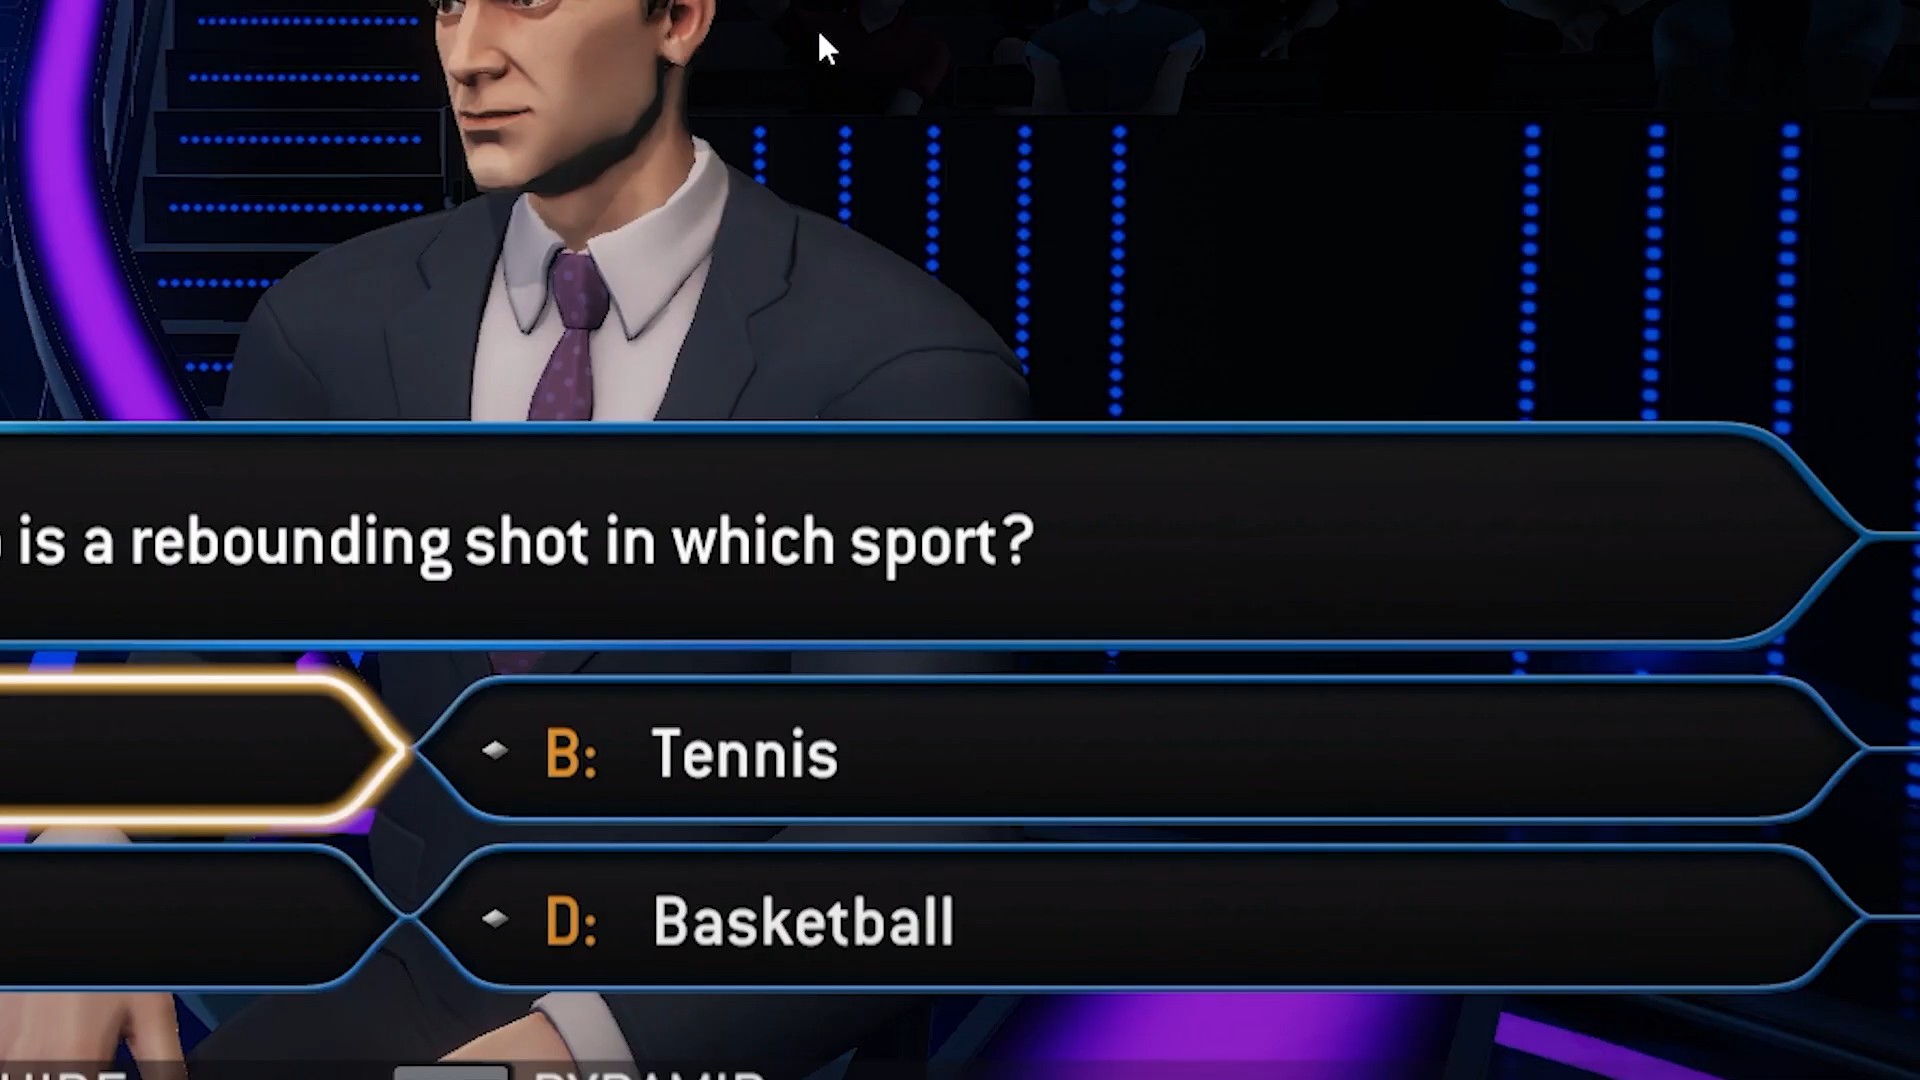 is a rebounding shot in which sport?
B: Tennis
D: Basketball